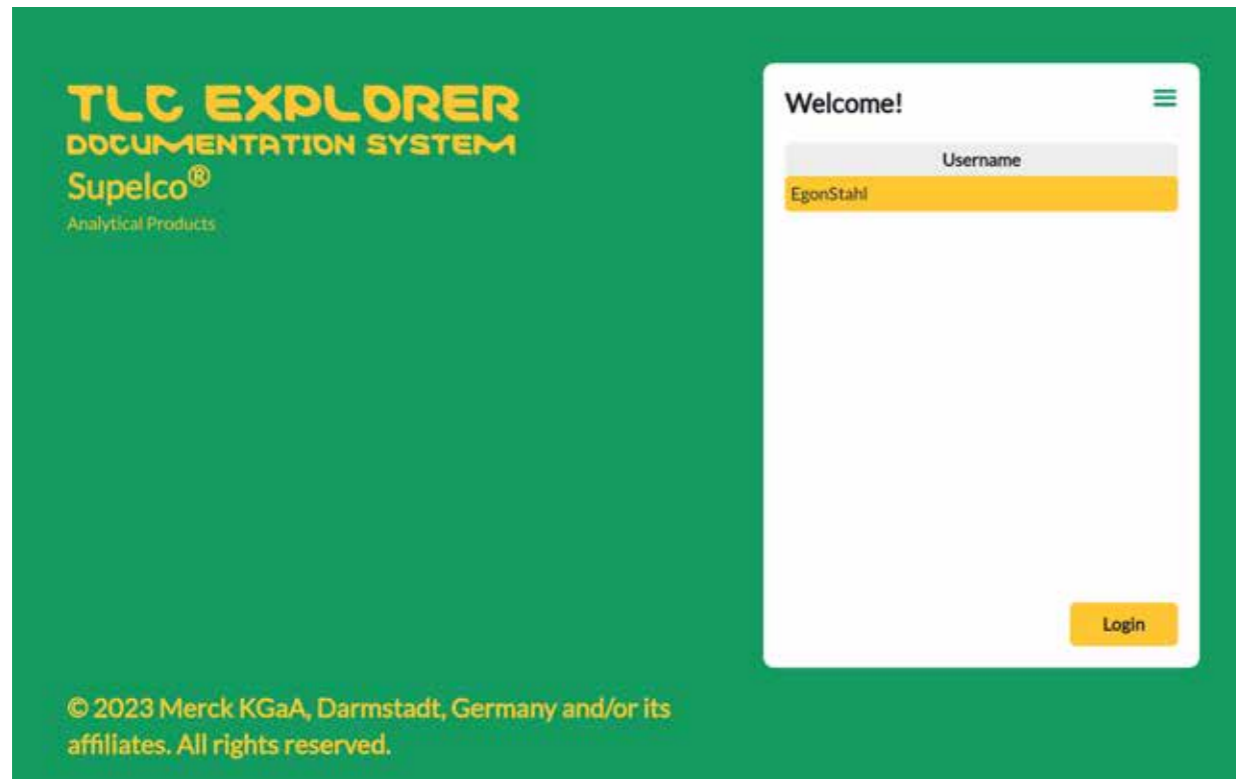 TLC EXPLORER
DOCUMENTATION SYSTEM
Supelco®
Analytical Products
Welcome!
Username
EgonStahl
Login
© 2023 Merck KGaA, Darmstadt, Germany and/or its
affiliates. All rights reserved.